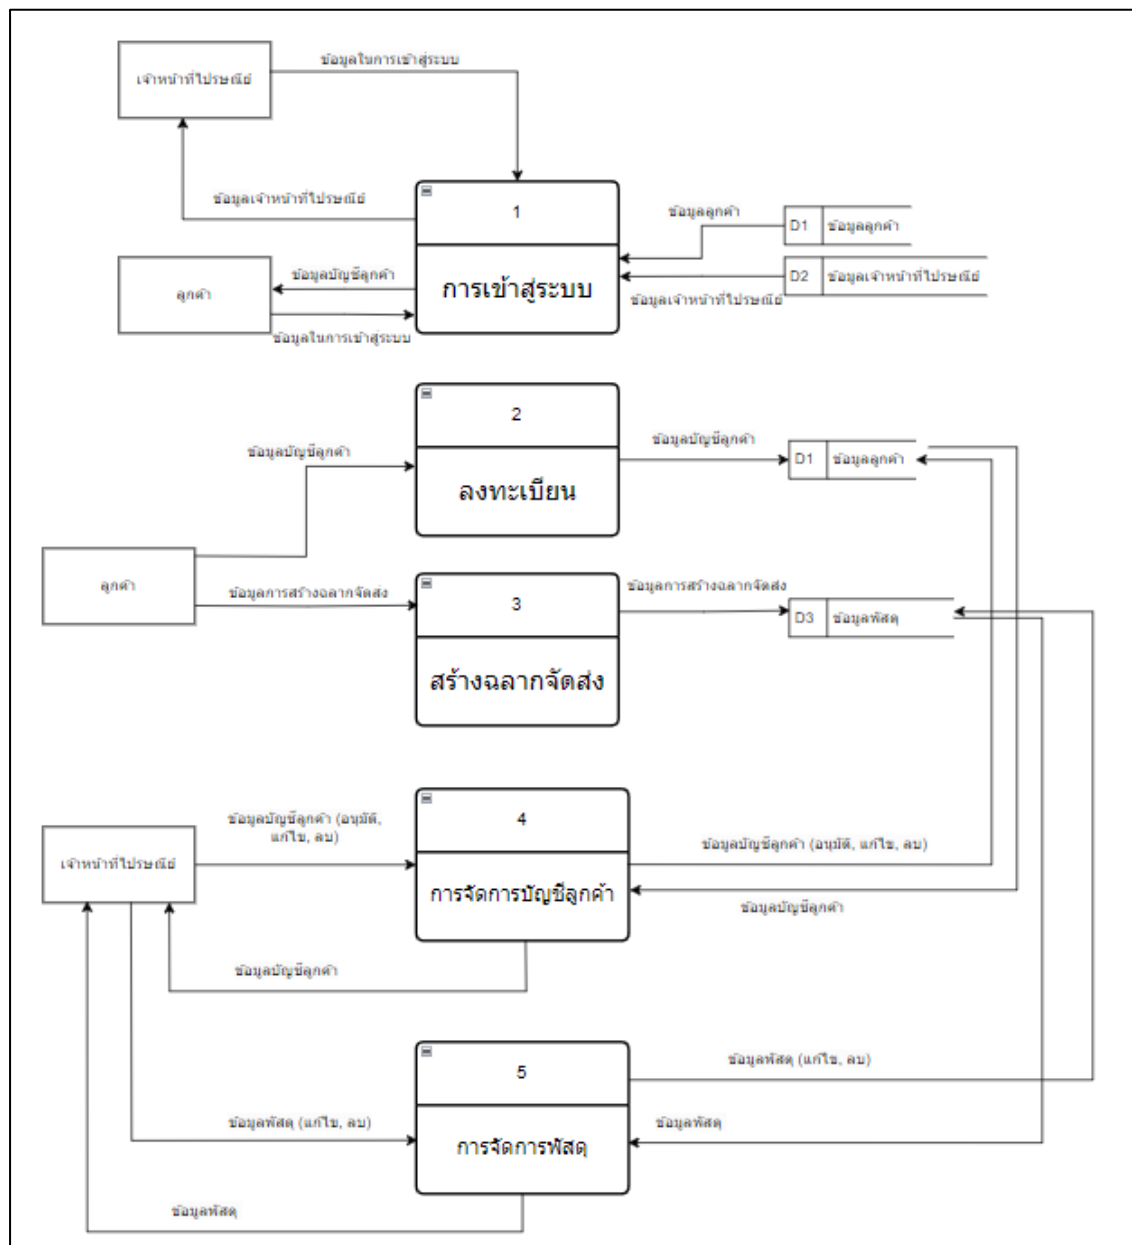 ข้อมูลในการเข้าสู่ระบบ
เจ้าหน้าที่ไปรษณีย์
ข้อมูลเจ้าหน้าที่ไปรษณีย์
1
ข้อมูลลูกค้า
D1 ข้อมูลลูกค้า
ข้อมูลบัญชีลูกค้า
ลูกค้า
การเข้าสู่ระบบ
D2 ข้อมูลเจ้าหน้าที่ไปรษณีย์
ข้อมูลเจ้าหน้าที่ไปรษณีย์
ข้อมูลในการเข้าสู่ระบบ
2
ข้อมูลบัญชีลูกค้า
ข้อมูลบัญชีลูกค้า
D1 ข้อมูลลูกค้า
ลงทะเบียน
ลูกค้า
ข้อมูลการสร้างฉลากจัดส่ง
3
ข้อมูลการสร้างฉลากจัดส่ง
D3 ข้อมูลพัสดุ
สร้างฉลากจัดส่ง
ข้อมูลบัญชีลูกค้า (อนุมัติ,
แก้ไข, ลบ)
4
ข้อมูลบัญชีลูกค้า (อนุมัติ, แก้ไข, ลบ)
เจ้าหน้าที่ไปรษณีย์
การจัดการบัญชีลูกค้า
ข้อมูลบัญชีลูกค้า
ข้อมูลบัญชีลูกค้า
5
ข้อมูลพัสดุ (แก้ไข, ลบ)
ข้อมูลพัสดุ (แก้ไข, ลบ)
ข้อมูลพัสดุ
การจัดการพัสดุ
ข้อมูลพัสดุ